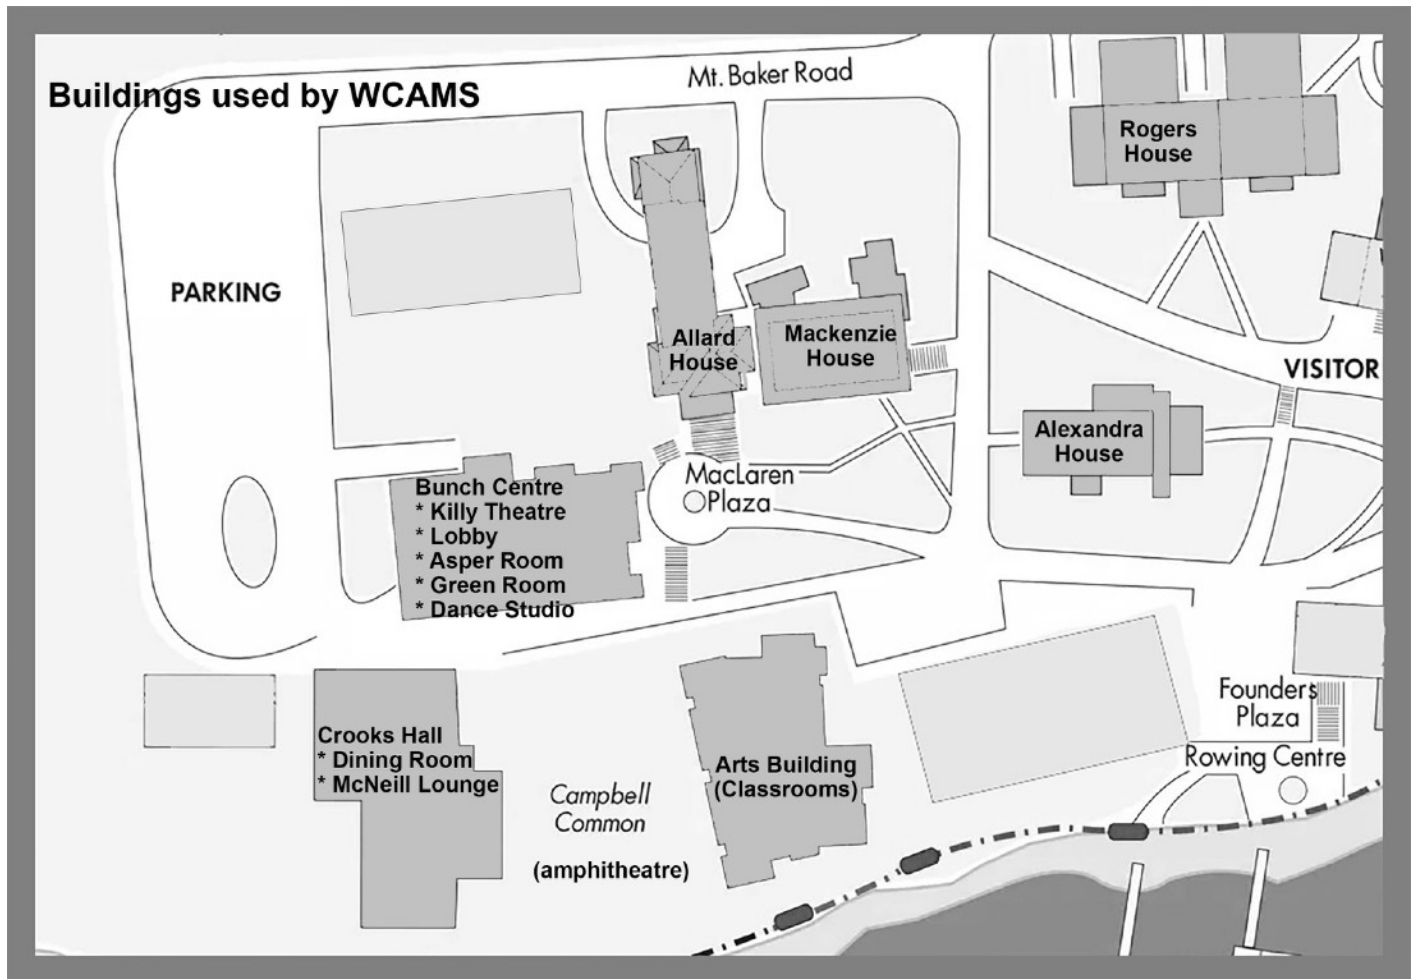 Buildings used by WCAMS
Mt. Baker Road
Rogers
House
PARKING
Allard
House
Mackenzie
House
VISITOR
Alexandra
House
MacLaren
Plaza
Bunch Centre
* Killy Theatre
* Lobby
* Asper Room
* Green Room
* Dance Studio
Founders
Plaza
Rowing Centre
Crooks Hall
* Dining Room
* McNeill Lounge
Campbell
Common
(amphitheatre)
Arts Building
(Classrooms)